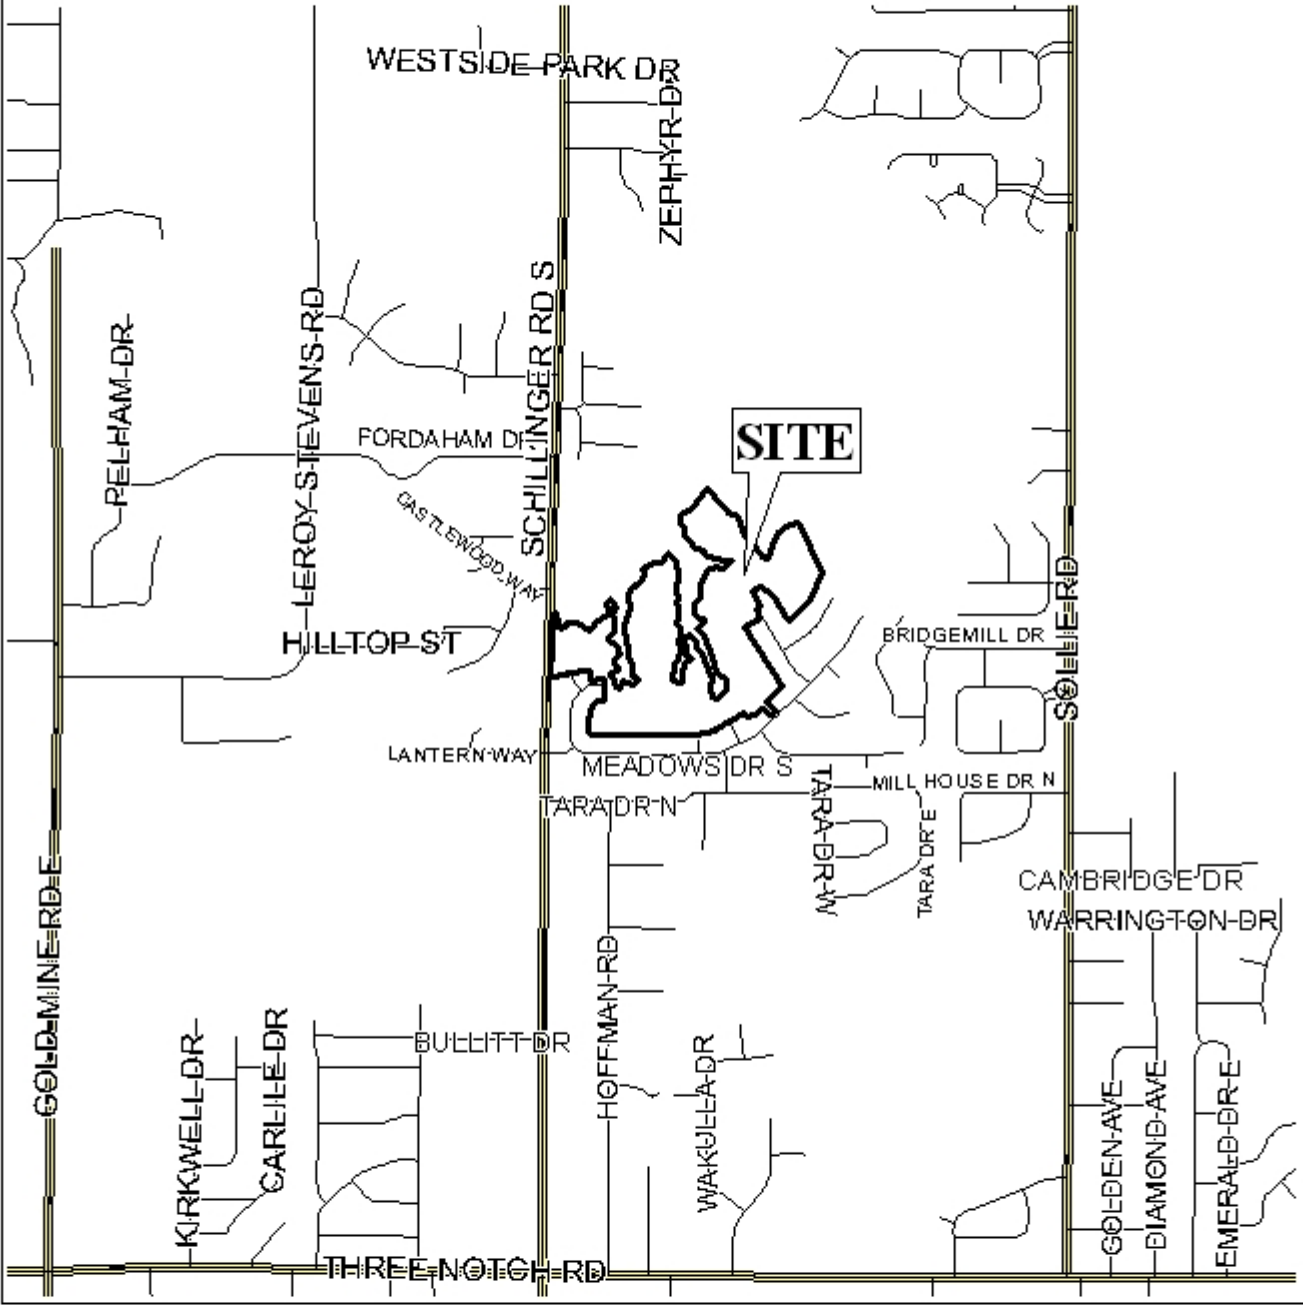 WESTSIDE PARK DR
ZEPHYR DR
SCHILLINGER RD S
LEROY STEVENS RD
PELHAM DR
FORDAHAM DR
SITE
CASTLEWOOD WAY
HILLTOP ST
BRIDGEMILL DR
SOLLIE RD
LANTERN WAY
MEADOWS DR S
MILL HOUSE DR N
TARA DR N
TARA DR W
TARA DR E
CAMBRIDGE DR
WARRINGTON DR
GOLD MINE RD E
HOFFMAN RD
KIRKWELL DR
CARLILE DR
BULLITT DR
WAKULLA DR
GOLDEN AVE
DIAMOND AVE
EMERALD DR E
THREE NOTCH RD